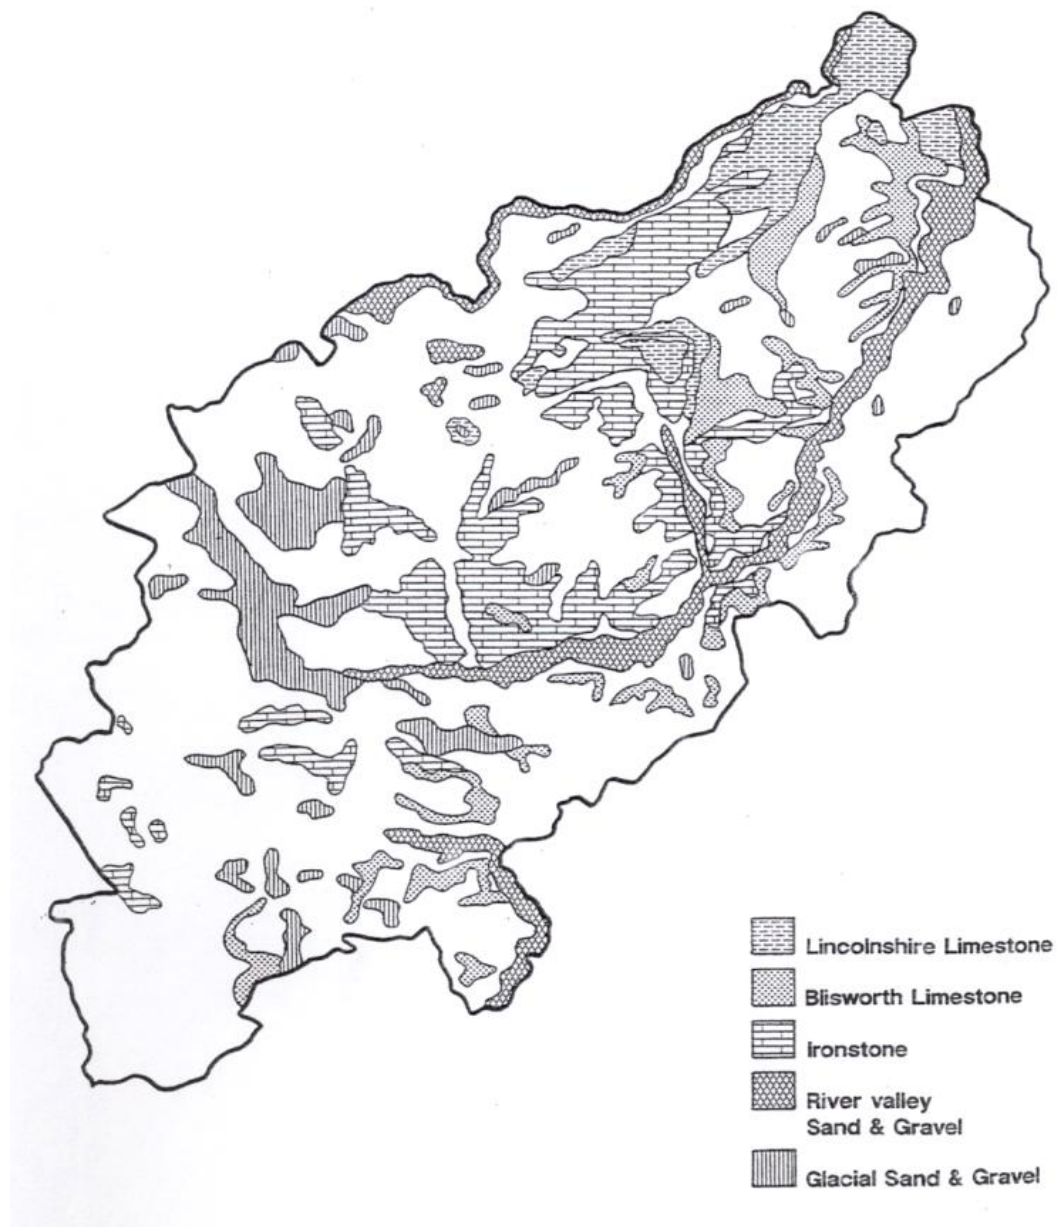 Lincolnshire Limestone
Blisworth Limestone
Ironstone
River valley
Sand & Gravel
Glacial Sand & Gravel